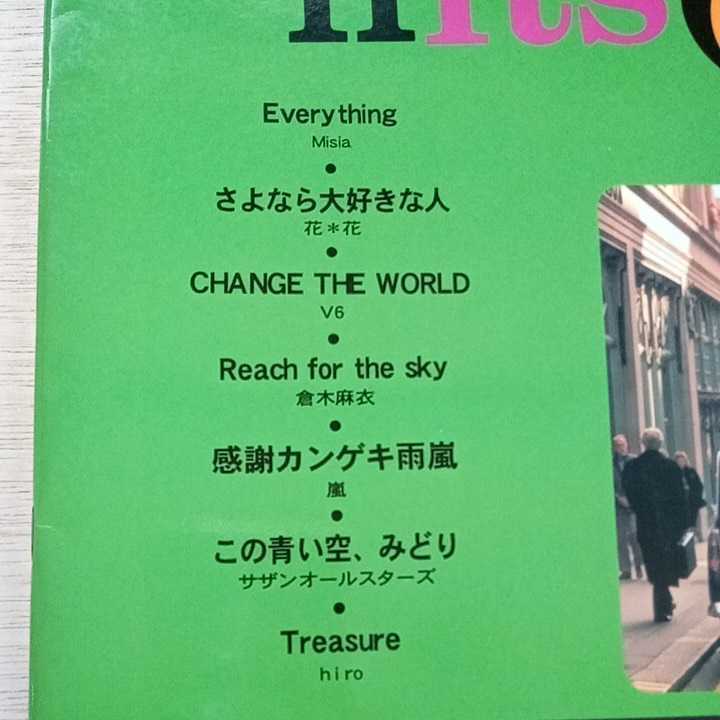 hits
Everything
Misia
●
さよなら大好きな人
花＊花
●
CHANGE THE WORLD
V6
●
Reach for the sky
倉木麻衣
●
感謝カンゲキ雨嵐
嵐
●
この青い空、みどり
サザンオールスターズ
●
Treasure
hiro